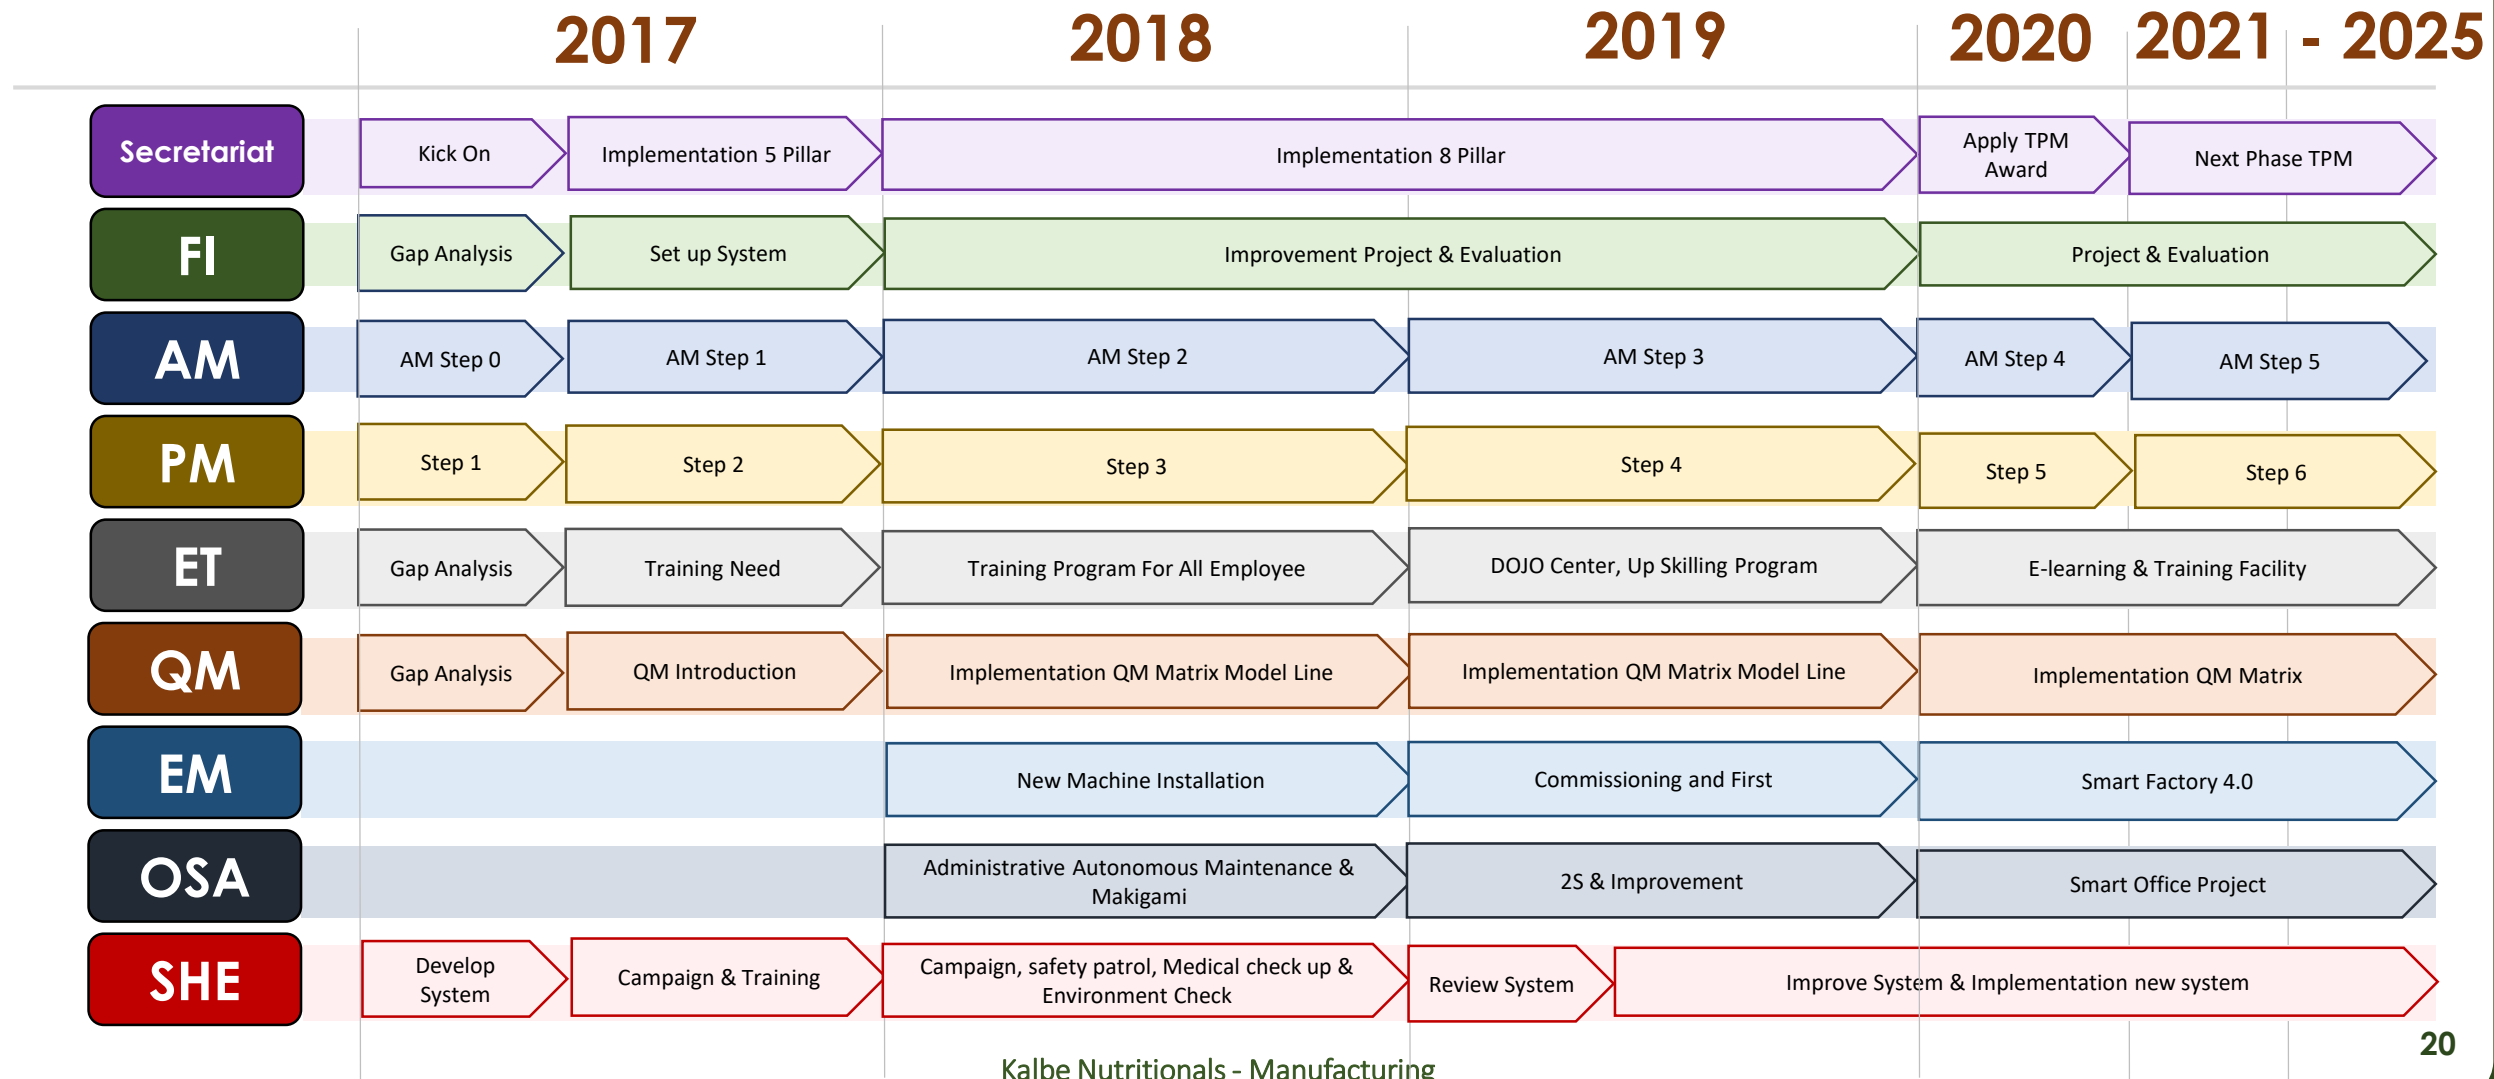 2017 2018 2019 2020 2021 - 2025
Secretariat
Kick On
Implementation 5 Pillar
Implementation 8 Pillar
Apply TPM
Award
Next Phase TPM
FI
Gap Analysis
Set up System
Improvement Project & Evaluation
Project & Evaluation
AM
AM Step 0
AM Step 1
AM Step 2
AM Step 3
AM Step 4
AM Step 5
PM
Step 1
Step 2
Step 3
Step 4
Step 5
Step 6
ET
Gap Analysis
Training Need
Training Program For All Employee
DOJO Center, Up Skilling Program
E-learning & Training Facility
QM
Gap Analysis
QM Introduction
Implementation QM Matrix Model Line
Implementation QM Matrix Model Line
Implementation QM Matrix
EM
New Machine Installation
Commissioning and First
Smart Factory 4.0
OSA
Administrative Autonomous Maintenance &
Makigami
2S & Improvement
Smart Office Project
SHE
Develop
System
Campaign & Training
Campaign, safety patrol, Medical check up &
Environment Check
Review System
Improve System & Implementation new system
20
Kalbe Nutritionals - Manufacturing